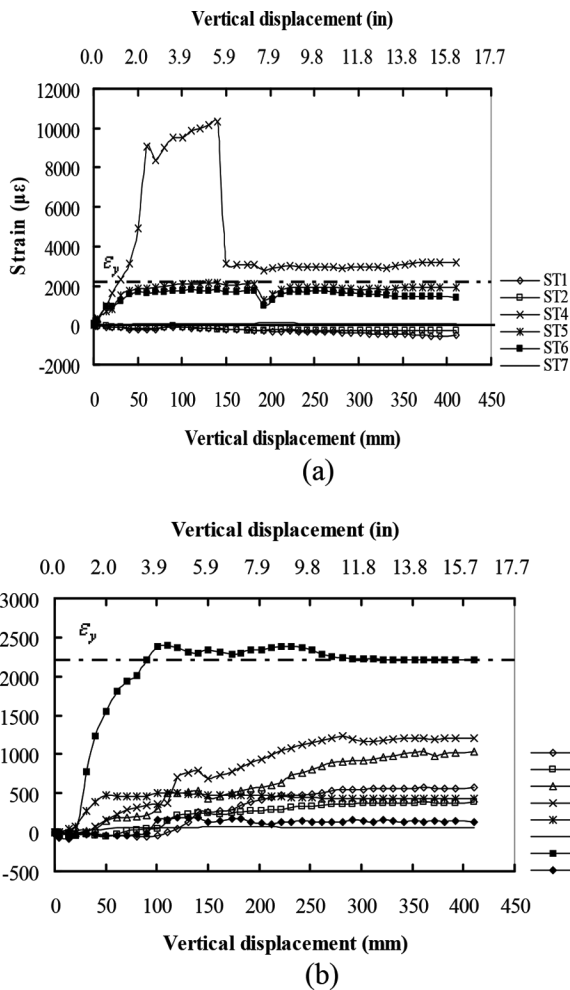 Vertical displacement (in)
0.0 2.0 3.9 5.9 7.9 9.8 11.8 13.8 15.8 17.7
12000
10000
8000
6000
4000
2000
0
-2000
Strain (με)
εy
ST1
ST2
ST4
ST5
ST6
ST7
0 50 100 150 200 250 300 350 400 450
Vertical displacement (mm)
(a)
Vertical displacement (in)
0.0 2.0 3.9 5.9 7.9 9.8 11.8 13.8 15.7 17.7
3000
2500
2000
1500
1000
500
0
-500
εy
0 50 100 150 200 250 300 350 400 450
Vertical displacement (mm)
(b)